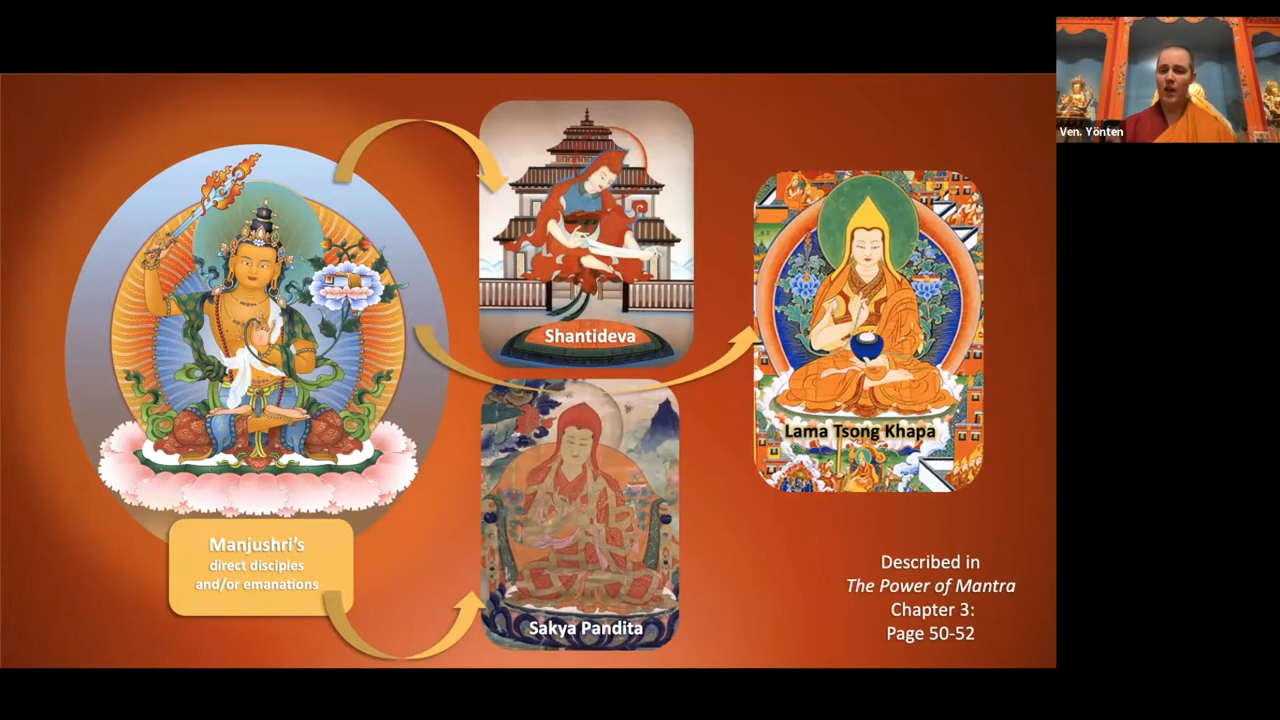 Ven. Yönten
Shantideva
Lama Tsong Khapa
Manjushri's
direct disciples
and/or emanations
Sakya Pandita
Described in
The Power of Mantra
Chapter 3:
Page 50-52